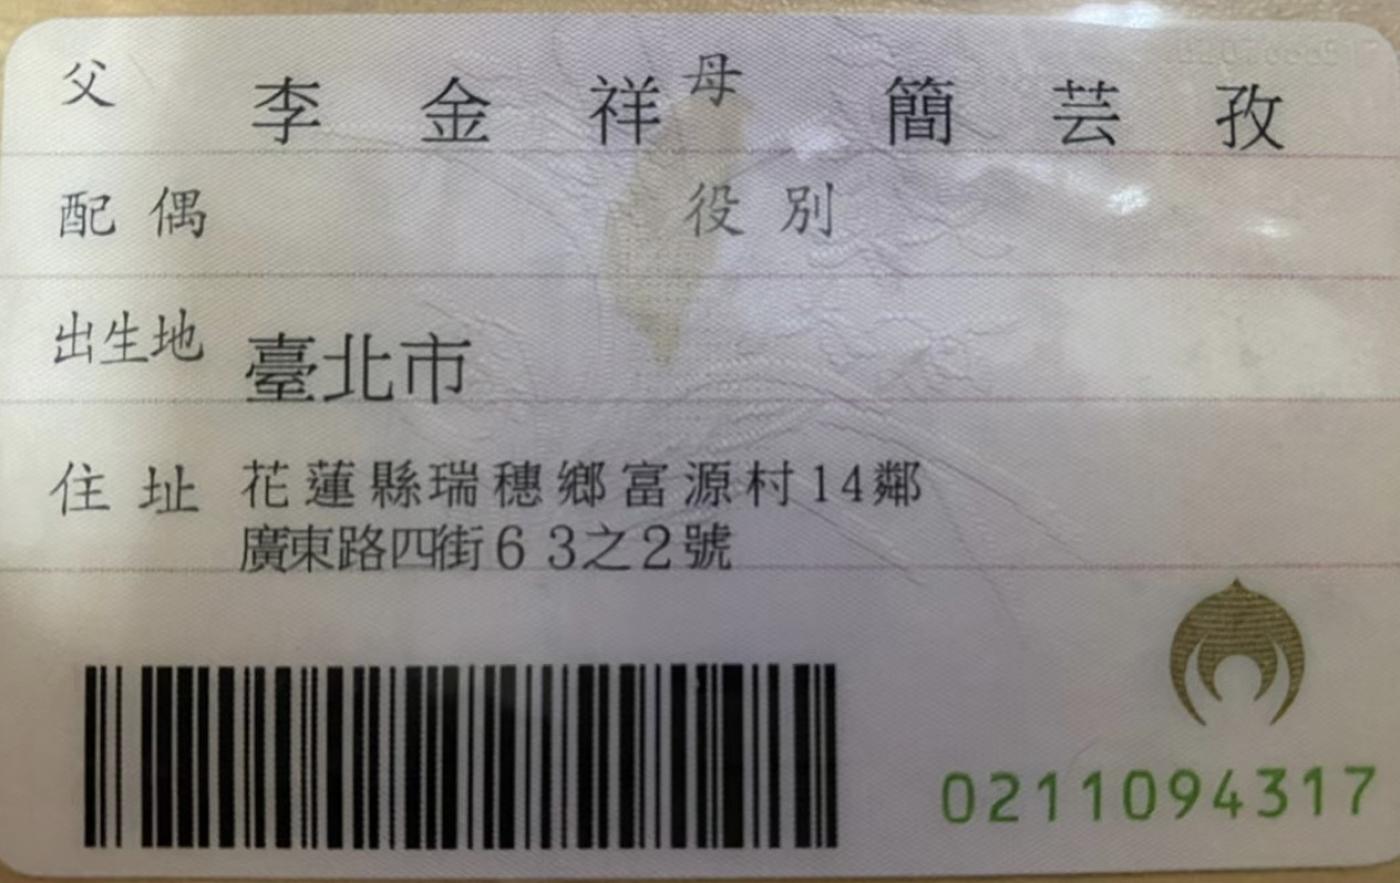 父 李金祥 母 簡芸孜
配偶 役別
出生地 臺北市
住址 花蓮縣瑞穗鄉富源村14鄰
廣東路四街63之2號
0211094317